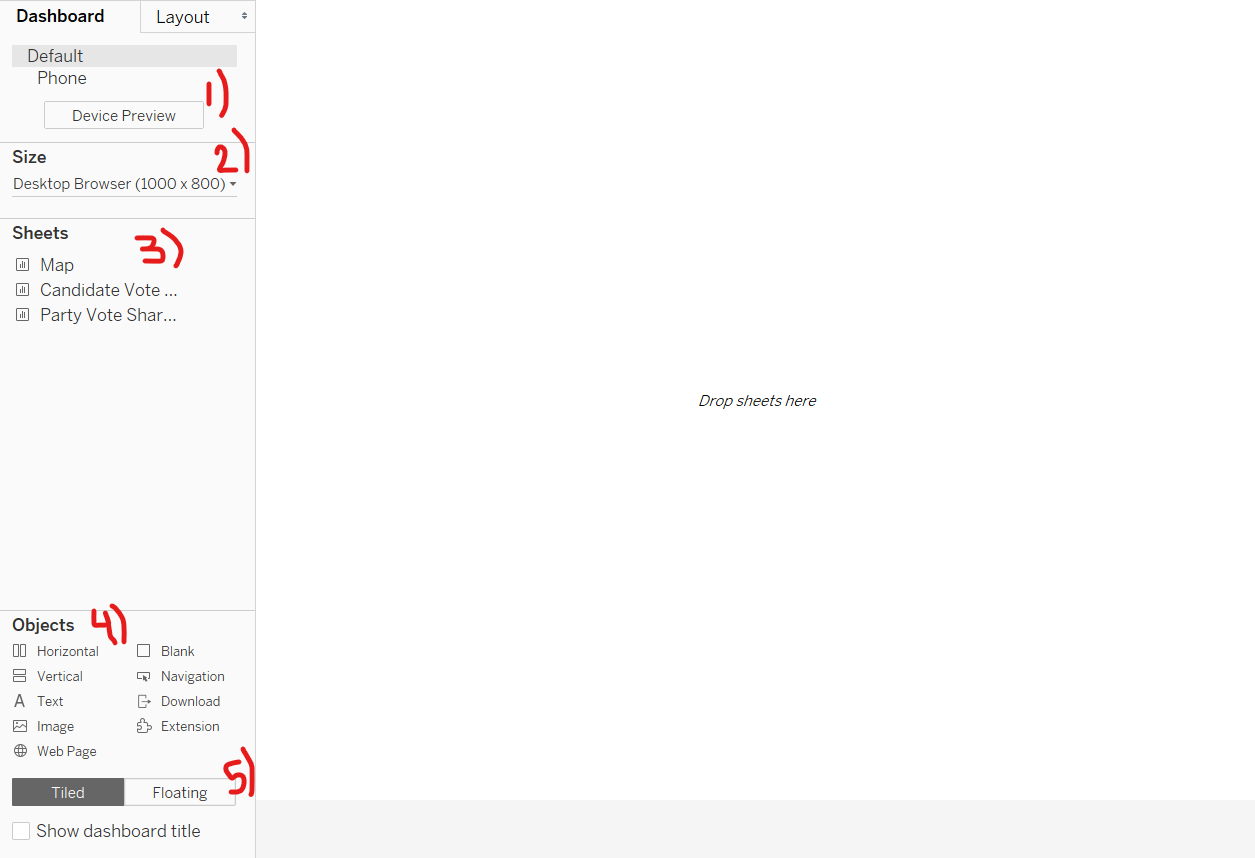 Dashboard Layout
Default
Phone
1)
Device Preview
2)
Size
Desktop Browser (1000 x 800)
Sheets
3)
Map
Candidate Vote ...
Party Vote Shar...
Drop sheets here
Objects 4)
Horizontal Blank
Vertical Navigation
Text Download
Image Extension
Web Page
5)
Tiled Floating
Show dashboard title